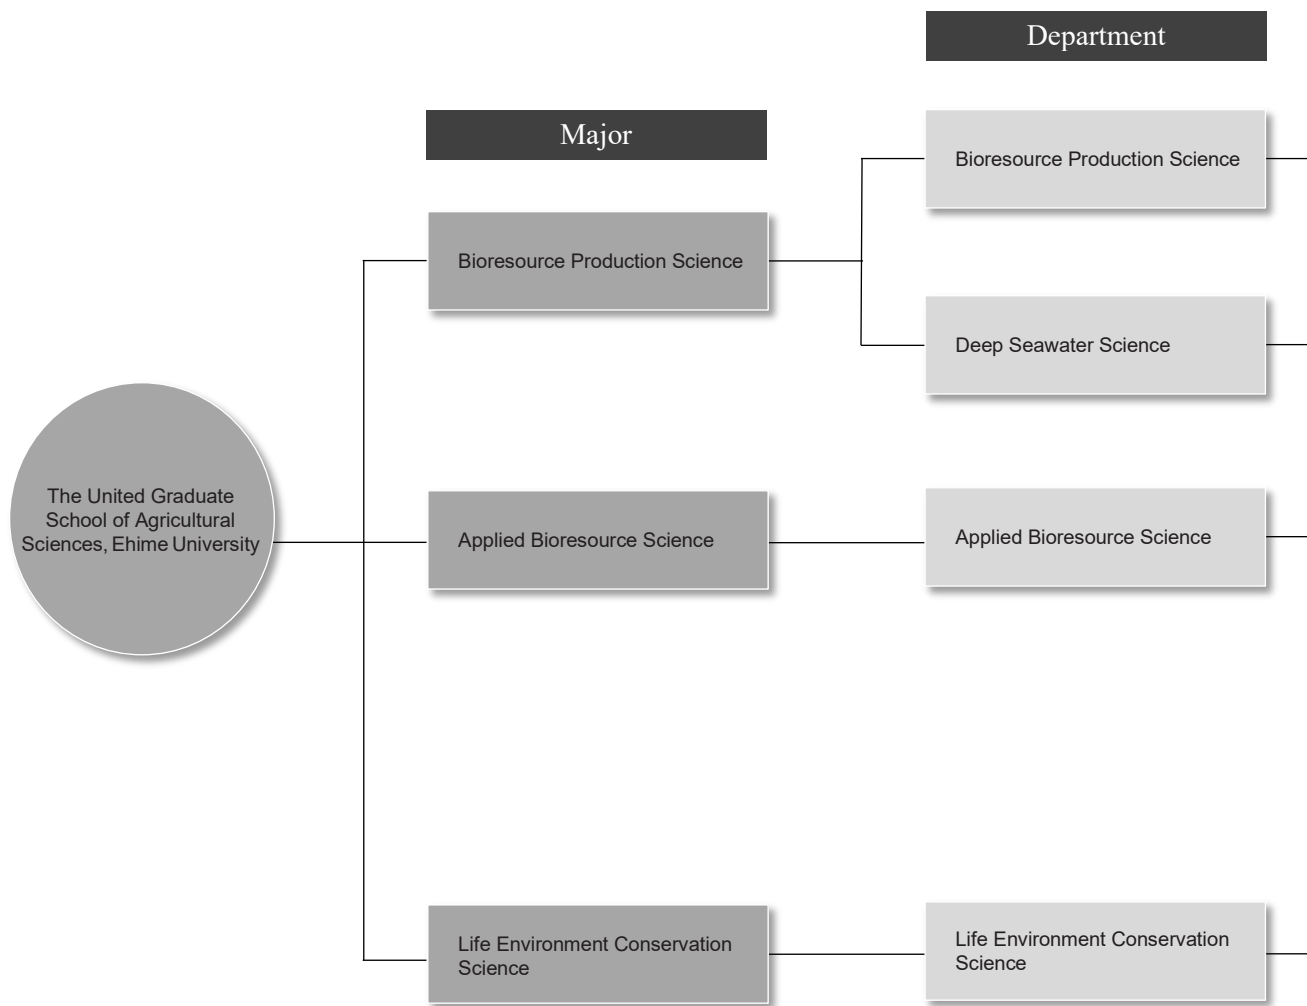 Department
Major
Bioresource Production Science
Bioresource Production Science
Deep Seawater Science
The United Graduate
School of Agricultural
Sciences, Ehime University
Applied Bioresource Science
Applied Bioresource Science
Life Environment Conservation
Science
Life Environment Conservation
Science